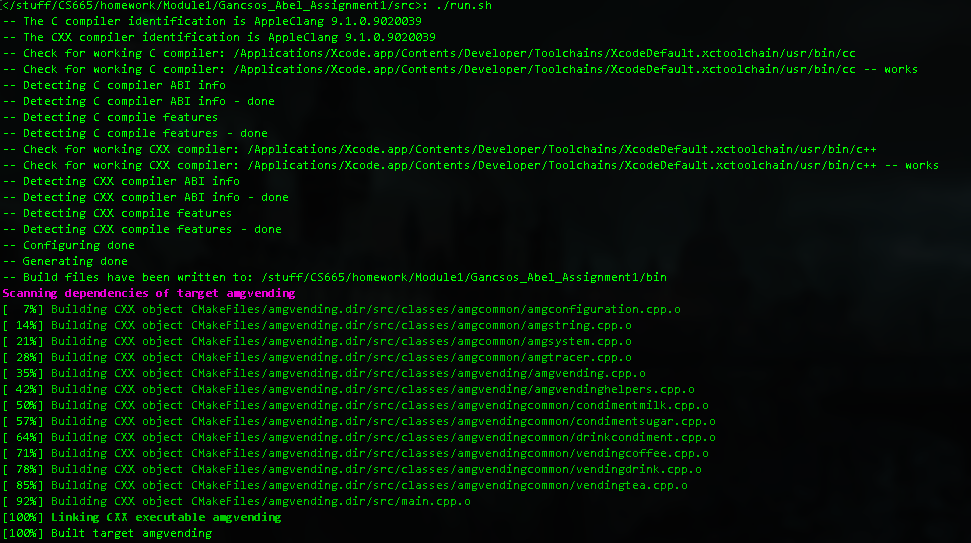 [</stuff/CS665/homework/Module1/Gancsos_Abel_Assignment1/src>: ./run.sh
-- The C compiler identification is AppleClang 9.1.0.9020039
-- The CXX compiler identification is AppleClang 9.1.0.9020039
-- Check for working C compiler: /Applications/Xcode.app/Contents/Developer/Toolchains/XcodeDefault.xctoolchain/usr/bin/cc
-- Check for working C compiler: /Applications/Xcode.app/Contents/Developer/Toolchains/XcodeDefault.xctoolchain/usr/bin/cc -- works
-- Detecting C compiler ABI info
-- Detecting C compiler ABI info - done
-- Detecting C compile features
-- Detecting C compile features - done
-- Check for working CXX compiler: /Applications/Xcode.app/Contents/Developer/Toolchains/XcodeDefault.xctoolchain/usr/bin/c++
-- Check for working CXX compiler: /Applications/Xcode.app/Contents/Developer/Toolchains/XcodeDefault.xctoolchain/usr/bin/c++ -- works
-- Detecting CXX compiler ABI info
-- Detecting CXX compiler ABI info - done
-- Detecting CXX compile features
-- Detecting CXX compile features - done
-- Configuring done
-- Generating done
-- Build files have been written to: /stuff/CS665/homework/Module1/Gancsos_Abel_Assignment1/bin
Scanning dependencies of target amgvending
[  7%] Building CXX object CMakeFiles/amgvending.dir/src/classes/amgcommon/amgconfiguration.cpp.o
[ 14%] Building CXX object CMakeFiles/amgvending.dir/src/classes/amgcommon/amgstring.cpp.o
[ 21%] Building CXX object CMakeFiles/amgvending.dir/src/classes/amgcommon/amgsystem.cpp.o
[ 28%] Building CXX object CMakeFiles/amgvending.dir/src/classes/amgcommon/amgtracer.cpp.o
[ 35%] Building CXX object CMakeFiles/amgvending.dir/src/classes/amgvending/amgvending.cpp.o
[ 42%] Building CXX object CMakeFiles/amgvending.dir/src/classes/amgvending/amgvendinghelpers.cpp.o
[ 50%] Building CXX object CMakeFiles/amgvending.dir/src/classes/amgvendingcommon/condimentmilk.cpp.o
[ 57%] Building CXX object CMakeFiles/amgvending.dir/src/classes/amgvendingcommon/condimentsugar.cpp.o
[ 64%] Building CXX object CMakeFiles/amgvending.dir/src/classes/amgvendingcommon/drinkcondiment.cpp.o
[ 71%] Building CXX object CMakeFiles/amgvending.dir/src/classes/amgvendingcommon/vendingcoffee.cpp.o
[ 78%] Building CXX object CMakeFiles/amgvending.dir/src/classes/amgvendingcommon/vendingdrink.cpp.o
[ 85%] Building CXX object CMakeFiles/amgvending.dir/src/classes/amgvendingcommon/vendingtea.cpp.o
[ 92%] Building CXX object CMakeFiles/amgvending.dir/src/main.cpp.o
[100%] Linking CXX executable amgvending
[100%] Built target amgvending